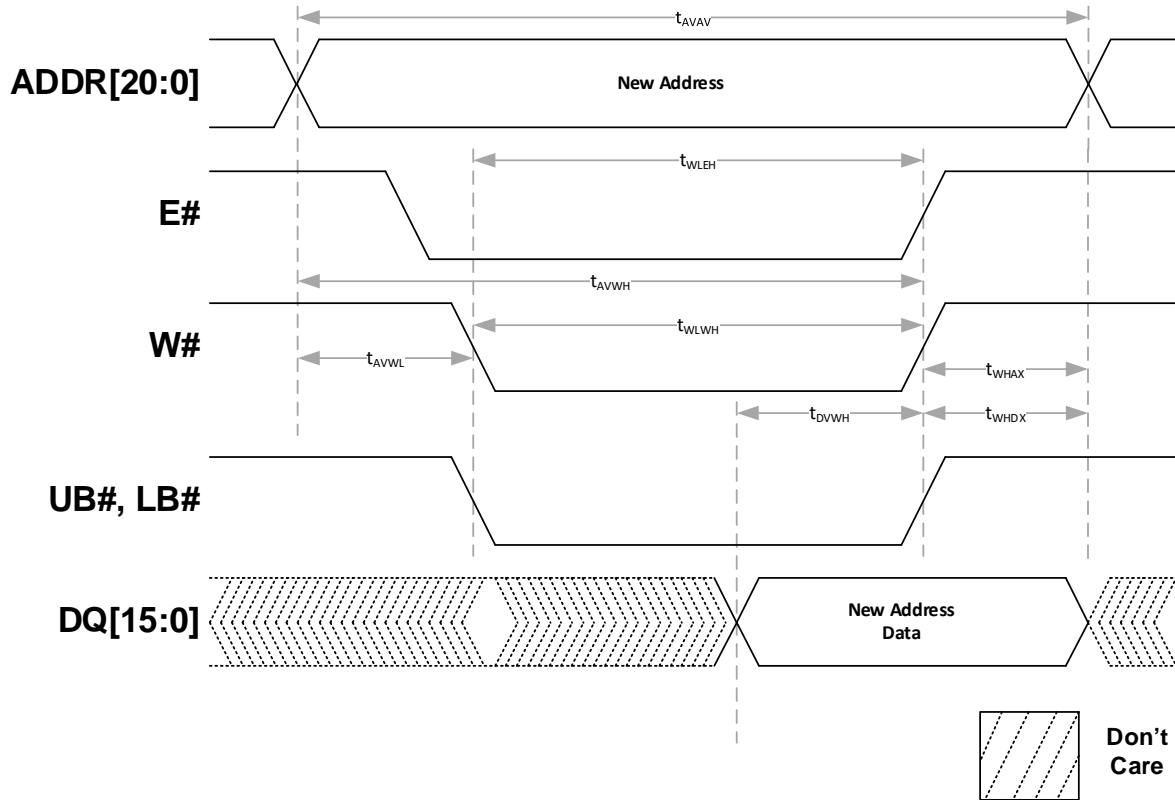 tAVAV
ADDR[20:0]
New Address
tWLEH
E#
tAVWH
W#
tWLWH
tAVWL
tWHAX
tDVWH
tWHDX
UB#, LB#
DQ[15:0]
New Address
Data
Don't
Care